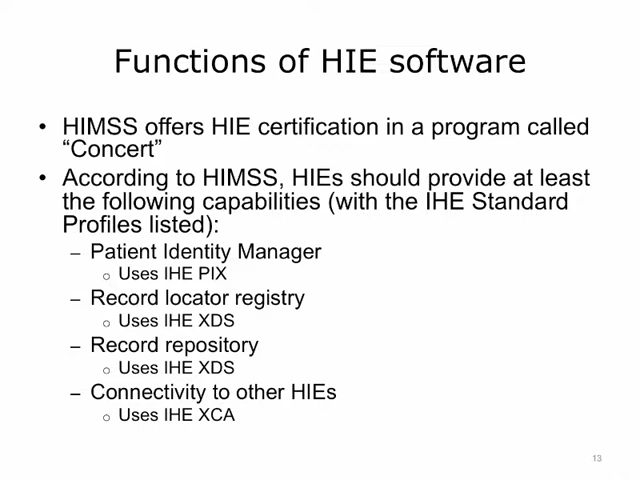 Functions of HIE software
• HIMSS offers HIE certification in a program called
“Concert”
• According to HIMSS, HIEs should provide at least
the following capabilities (with the IHE Standard
Profiles listed):
– Patient Identity Manager
o Uses IHE PIX
– Record locator registry
o Uses IHE XDS
– Record repository
o Uses IHE XDS
– Connectivity to other HIEs
o Uses IHE XCA
13